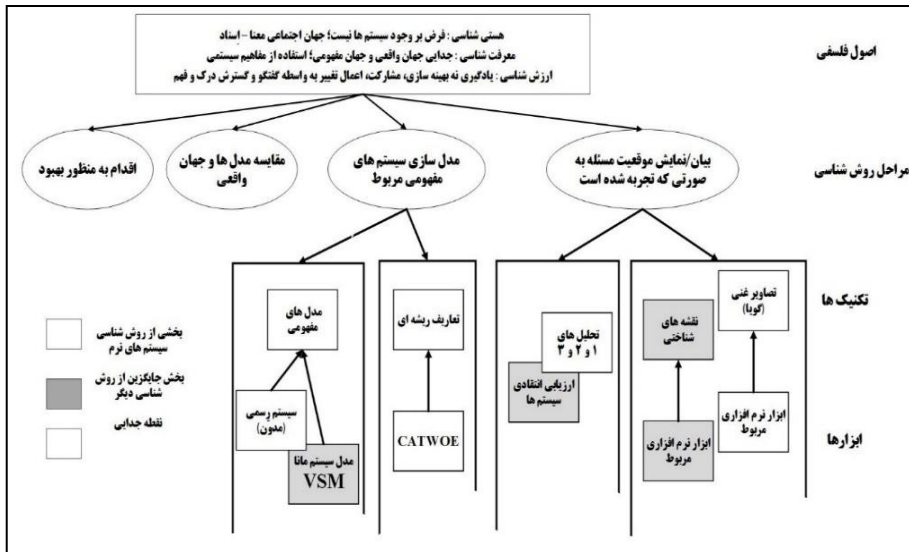 هستی شناسی : فرض بر وجود سیستم ها نیست؛ جهان اجتماعی معنا – اِسناد
معرفت شناسی : جدایی جهان واقعی و جهان مفهومی؛ استفاده از مفاهیم سیستمی
ارزش شناسی : یادگیری نه بهینه سازی، مشارکت، اعمال تغییر به واسطه گفتگو و گسترش درک و فهم
اصول فلسفی
بیان/نمایش موقعیت مسئله به
صورتی که تجربه شده است
مدل سازی سیستم های
مفهومی مربوط
مقایسه مدل ها و جهان
واقعی
اقدام به منظور بهبود
مراحل روش شناسی
تکنیک ها
تصاویر غنی
(گویا)
نقشه های
شناختی
تحلیل های
۱ و ۲ و ۳
ارزیابی انتقادی
سیستم ها
تعاریف ریشه ای
مدل های
مفهومی
ابزارها
ابزار نرم افزاری
مربوط
ابزار نرم افزاری
مربوط
CATWOE
سیستم رسمی
(مدون)
مدل سیستم مانا
VSM
بخشی از روش شناسی
سیستم های نرم
بخش جایگزین از روش
شناسی دیگر
نقطه جدایی